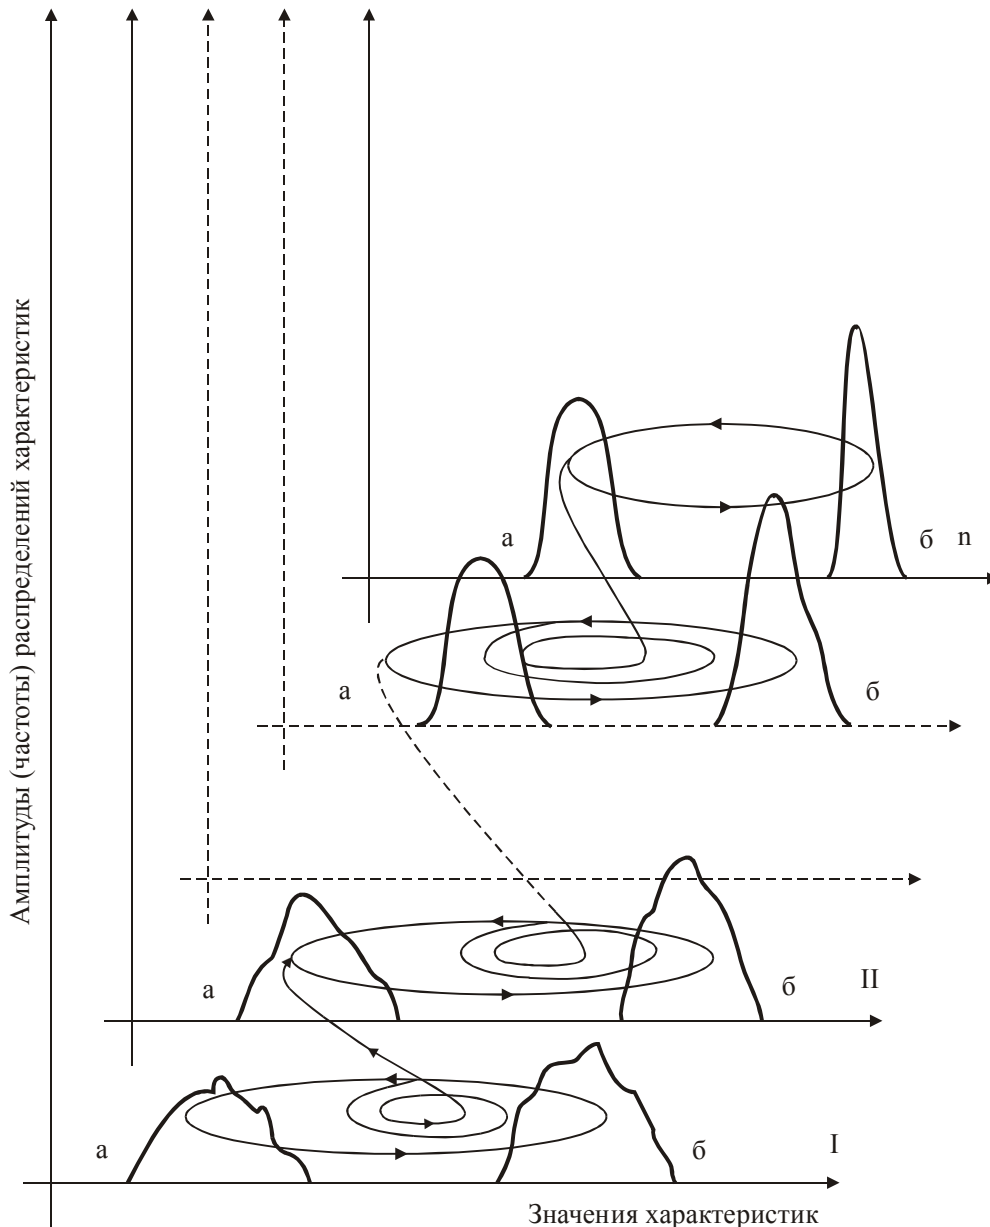 Амплитуды (частоты) распределений характеристик
а
б n
а
б
а
б
II
а
б
I
Значения характеристик